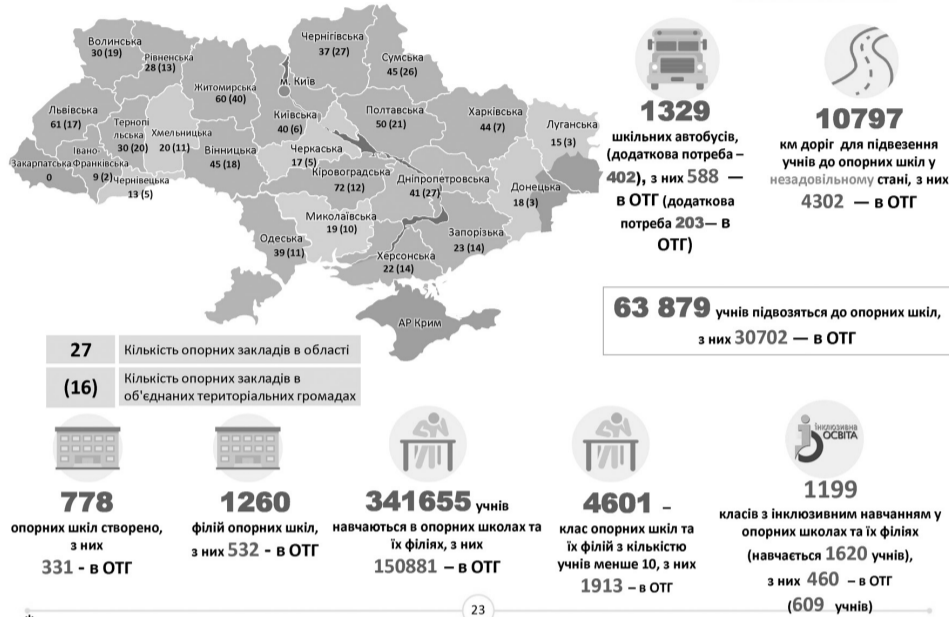 Волинська
30 (19)
Рівненська
28 (13)
Житомирська
60 (40)
м. Київ
Чернігівська
37 (27)
Сумська
45 (26)
Львівська
61 (17)
Тернопі
льська
30 (20)
Хмельницька
20 (11)
Київська
40 (6)
Полтавська
50 (21)
Харківська
44 (7)
Луганська
15 (3)
Закарпатська
0
Івано-
Франківська
9 (2)
Чернівецька
13 (5)
Вінницька
45 (18)
Черкаська
17 (5)
Кіровоградська
72 (12)
Дніпропетровська
41 (27)
Донецька
18 (3)
Миколаївська
19 (10)
Одеська
39 (11)
Запорізька
23 (14)
Херсонська
22 (14)
АР Крим
1329
шкільних автобусів,
(додаткова потреба –
402), з них 588 —
в ОТГ (додаткова
потреба 203— в
ОТГ)
10797
км доріг для підвезення
учнів до опорних шкіл у
незадовільному стані, з них
4302 — в ОТГ
63 879 учнів підвозяться до опорних шкіл,
з них 30702 — в ОТГ
27 Кількість опорних закладів в області
(16) Кількість опорних закладів в
об'єднаних територіальних громадах
778
опорних шкіл створено,
з них
331 - в ОТГ
1260
філій опорних шкіл,
з них 532 - в ОТГ
341655 учнів
навчаються в опорних школах та
їх філіях, з них
150881 – в ОТГ
4601 –
клас опорних шкіл та
їх філій з кількістю
учнів менше 10, з них
1913 – в ОТГ
Інклюзивна
ОСВІТА
1199
класів з інклюзивним навчанням у
опорних школах та їх філіях
(навчається 1620 учнів),
з них 460 – в ОТГ
(609 учнів)
23
*